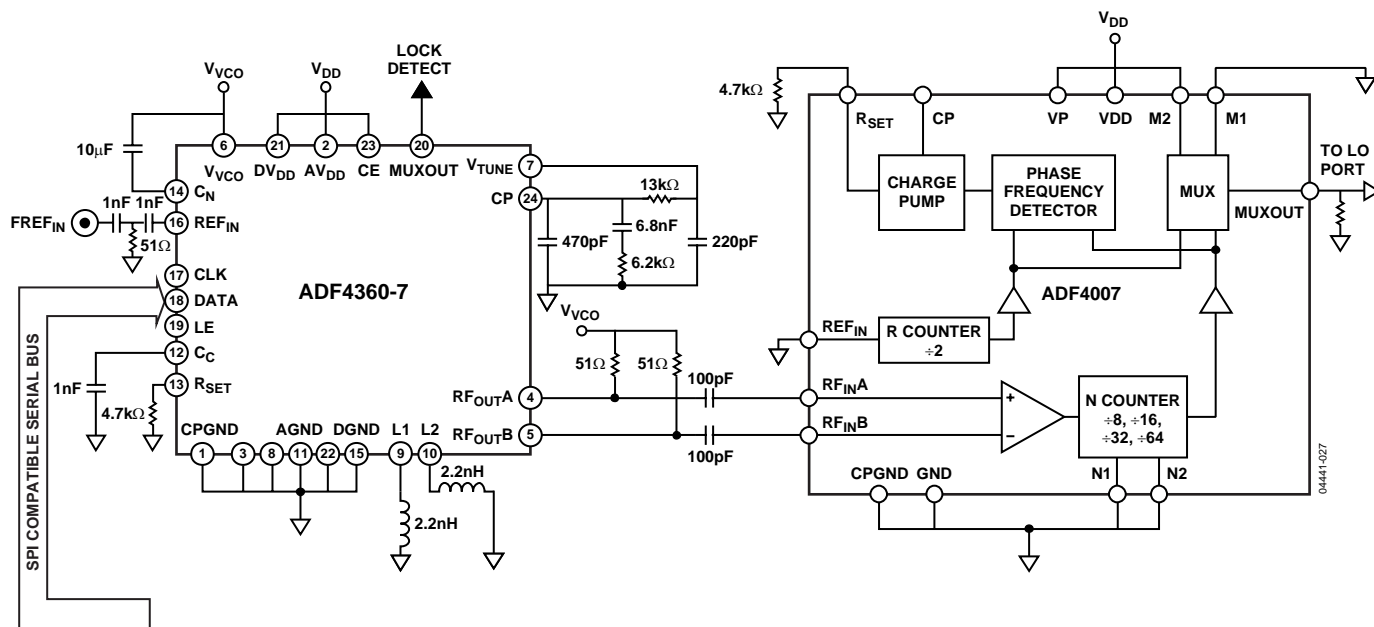 LOCK
DETECT
VVCO
VDD
10µF
6
21
2
23
20
VVCO
DVDD
AVDD
CE
MUXOUT
VTUNE
7
14
CN
CP
24
13kΩ
1nF
1nF
FREFIN
16
REFIN
51Ω
470pF
6.8nF
220pF
6.2kΩ
17
CLK
18
DATA
19
LE
ADF4360-7
12
CC
1nF
13
RSET
4.7kΩ
VVCO
51Ω
51Ω
100pF
RFOUTA
4
RFOUTB
5
100pF
CPGND
AGND
DGND
L1
L2
1
3
8
11
22
15
9
10
2.2nH
2.2nH
SPI COMPATIBLE SERIAL BUS
VDD
4.7kΩ
RSET
CP
VP
VDD
M2
M1
CHARGE
PUMP
PHASE
FREQUENCY
DETECTOR
MUX
MUXOUT
TO LO
PORT
ADF4007
REFIN
R COUNTER
÷2
RFINA
+
RFINB
−
N COUNTER
÷8, ÷16,
÷32, ÷64
CPGND
GND
N1
N2
04441-027